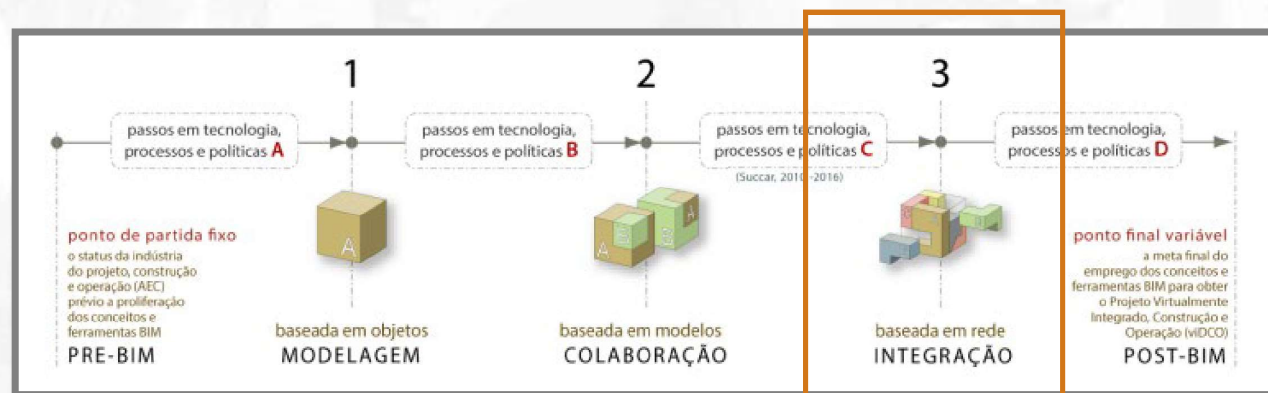 1
2
3
passos em tecnologia,
processos e políticas A
passos em tecnologia,
processos e políticas B
passos em tecnologia,
processos e políticas C
(Succar, 2010-2016)
passos em tecnologia,
processos e políticas D
ponto de partida fixo
o status da indústria
do projeto, construção
e operação (AEC)
prévio a proliferação
dos conceitos e
ferramentas BIM
PRE-BIM
A
baseada em objetos
MODELAGEM
A B B A
baseada em modelos
COLABORAÇÃO
baseada em rede
INTEGRAÇÃO
ponto final variável
a meta final do
emprego dos conceitos e
ferramentas BIM para obter
o Projeto Virtualmente
Integrado, Construção e
Operação (viDCO)
POST-BIM